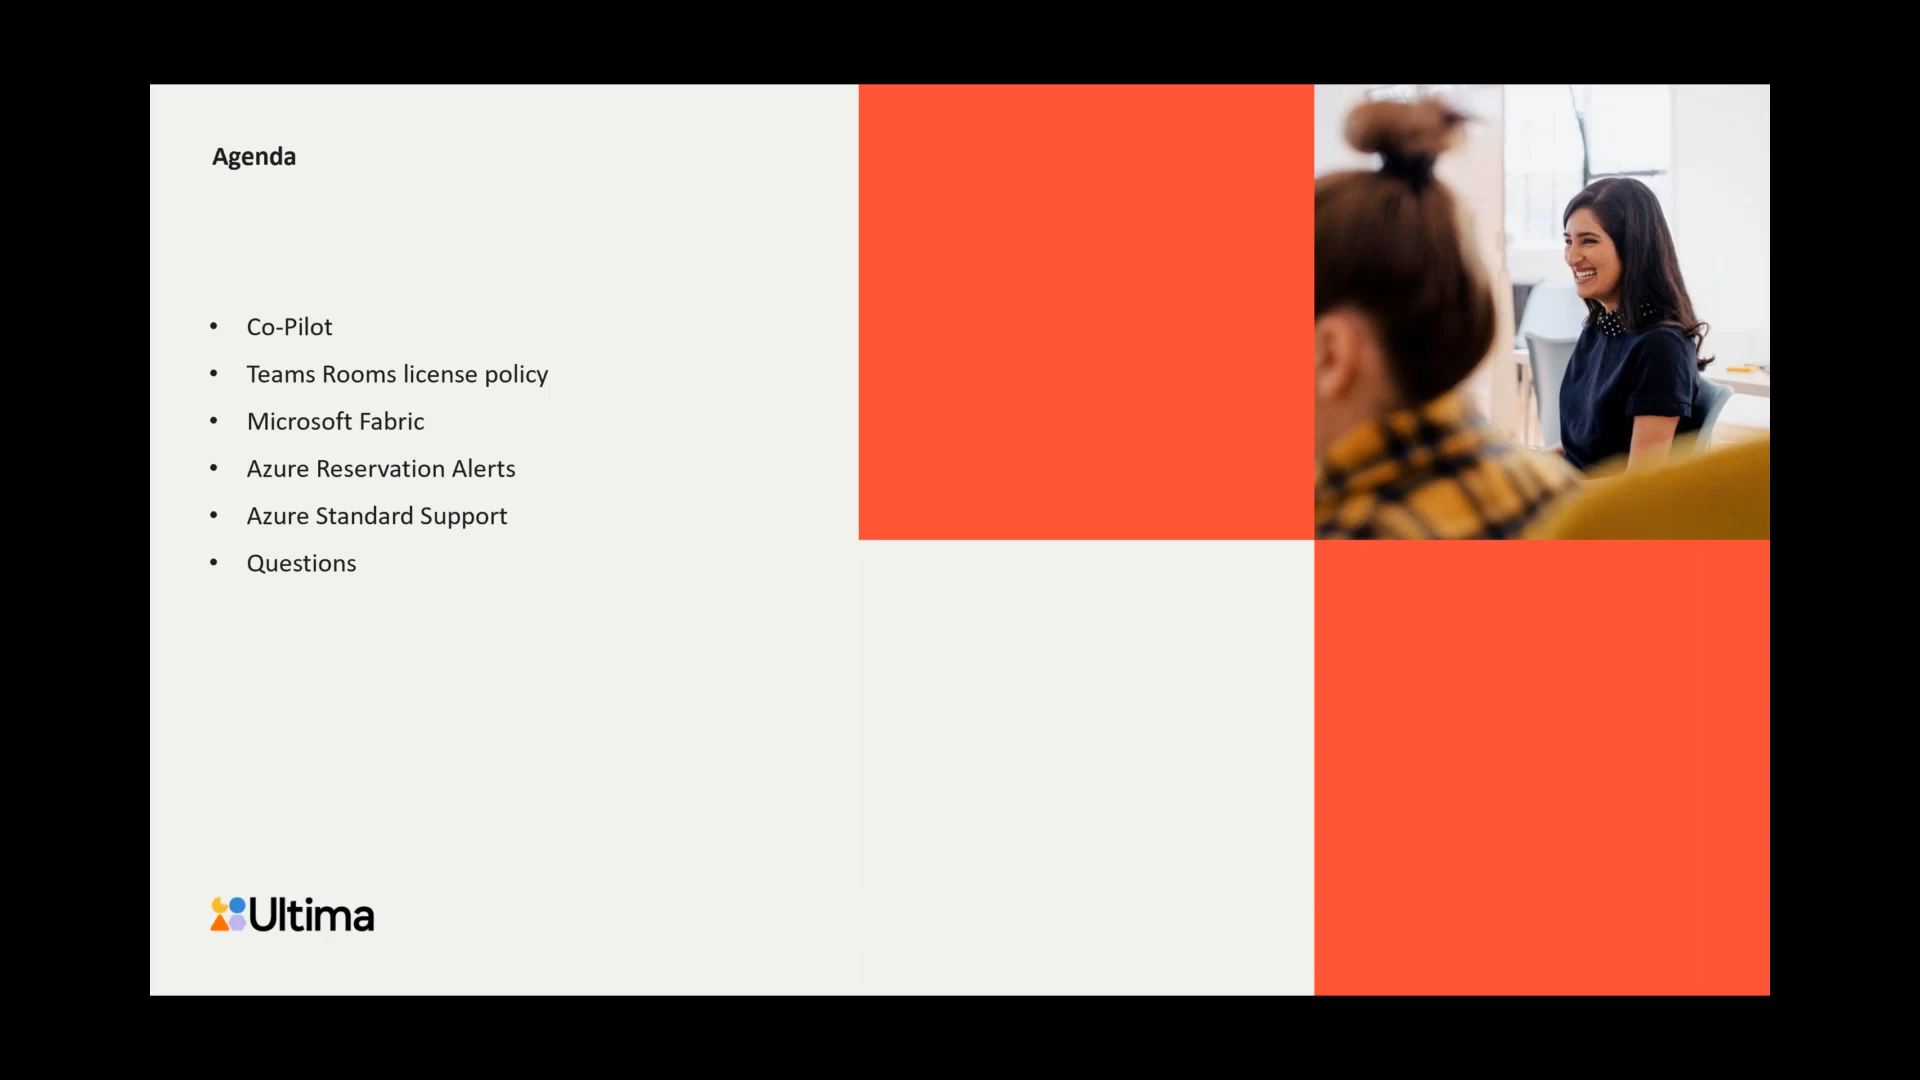 Agenda
• Co-Pilot
• Teams Rooms license policy
• Microsoft Fabric
• Azure Reservation Alerts
• Azure Standard Support
• Questions
Ultima